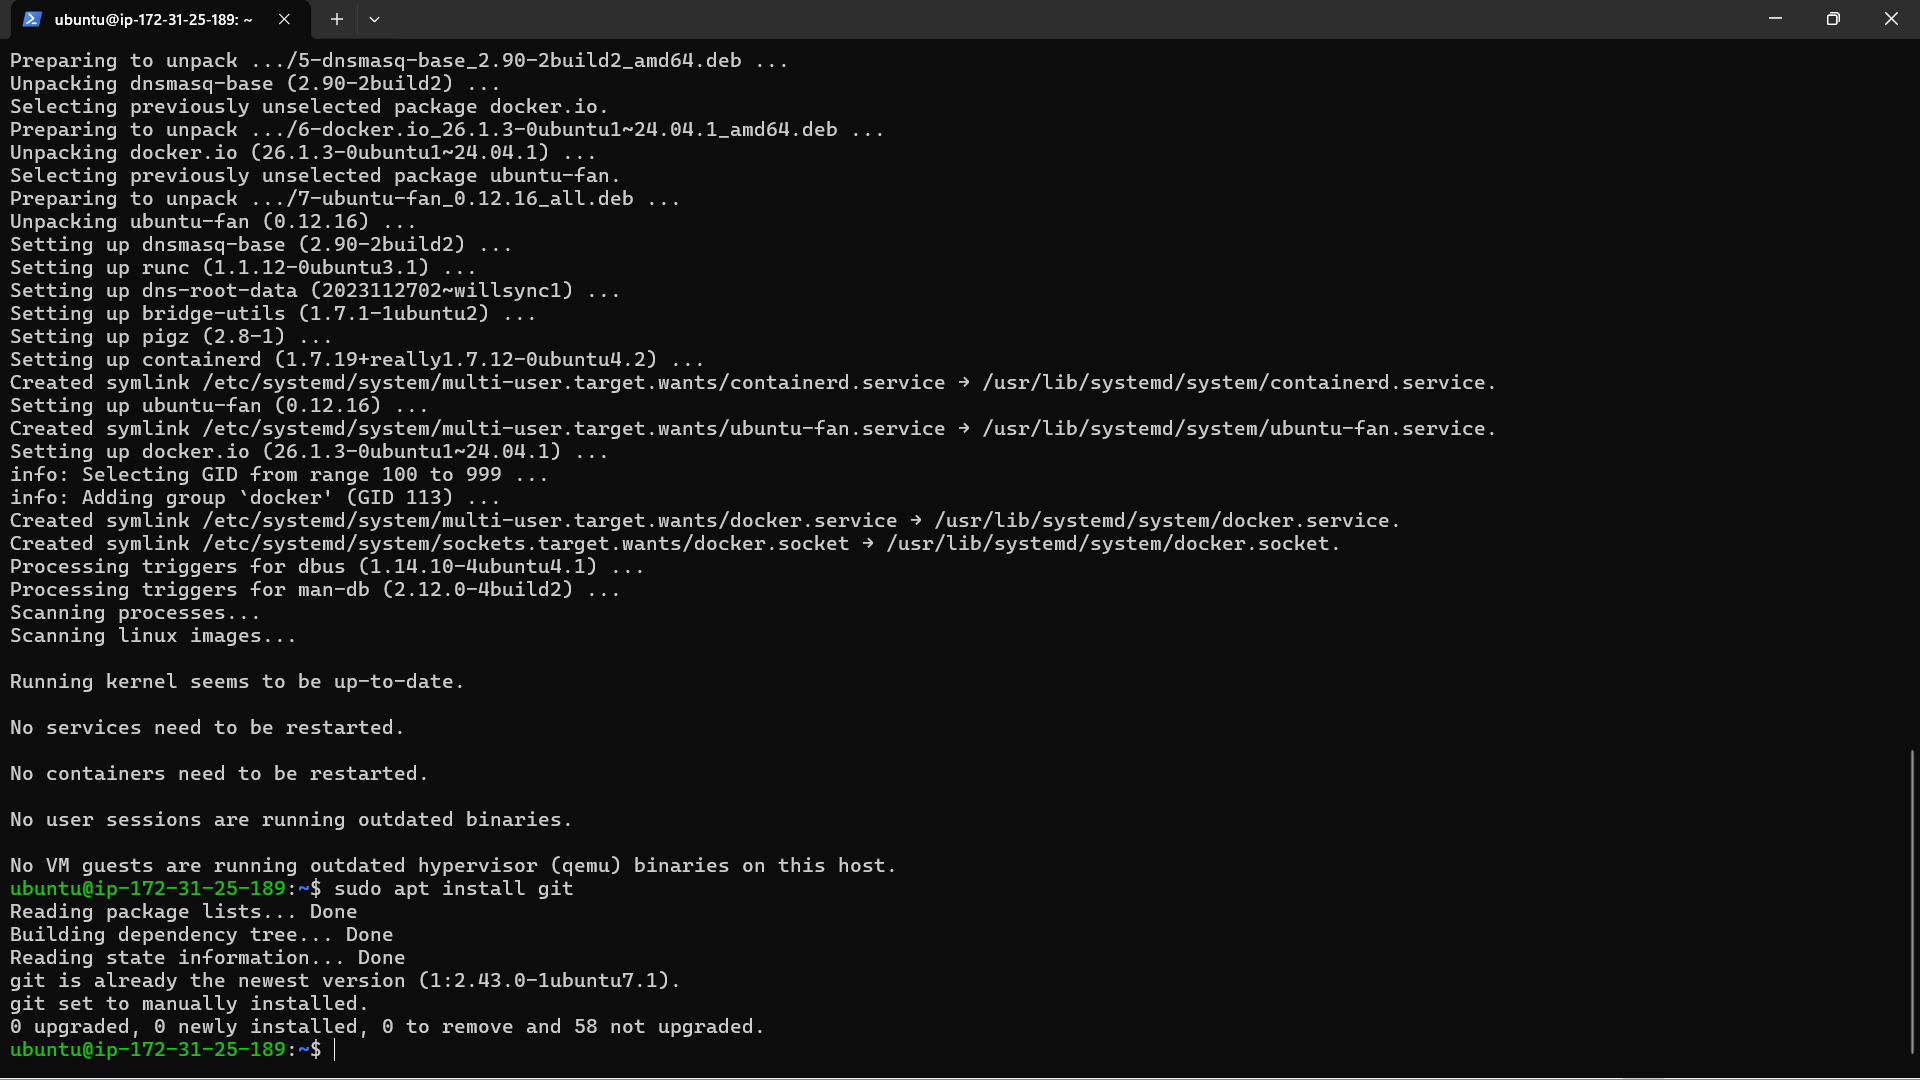 ubuntu@ip-172-31-25-189: ~
Preparing to unpack .../5-dnsmasq-base_2.90-2build2_amd64.deb ...
Unpacking dnsmasq-base (2.90-2build2) ...
Selecting previously unselected package docker.io.
Preparing to unpack .../6-docker.io_26.1.3-0ubuntu1~24.04.1_amd64.deb ...
Unpacking docker.io (26.1.3-0ubuntu1~24.04.1) ...
Selecting previously unselected package ubuntu-fan.
Preparing to unpack .../7-ubuntu-fan_0.12.16_all.deb ...
Unpacking ubuntu-fan (0.12.16) ...
Setting up dnsmasq-base (2.90-2build2) ...
Setting up runc (1.1.12-0ubuntu3.1) ...
Setting up dns-root-data (2023112702~willsync1) ...
Setting up bridge-utils (1.7.1-1ubuntu2) ...
Setting up pigz (2.8-1) ...
Setting up containerd (1.7.19+really1.7.12-0ubuntu4.2) ...
Created symlink /etc/systemd/system/multi-user.target.wants/containerd.service → /usr/lib/systemd/system/containerd.service.
Setting up ubuntu-fan (0.12.16) ...
Created symlink /etc/systemd/system/multi-user.target.wants/ubuntu-fan.service → /usr/lib/systemd/system/ubuntu-fan.service.
Setting up docker.io (26.1.3-0ubuntu1~24.04.1) ...
info: Selecting GID from range 100 to 999 ...
info: Adding group `docker' (GID 113) ...
Created symlink /etc/systemd/system/multi-user.target.wants/docker.service → /usr/lib/systemd/system/docker.service.
Created symlink /etc/systemd/system/sockets.target.wants/docker.socket → /usr/lib/systemd/system/docker.socket.
Processing triggers for dbus (1.14.10-4ubuntu4.1) ...
Processing triggers for man-db (2.12.0-4build2) ...
Scanning processes...
Scanning linux images...
Running kernel seems to be up-to-date.
No services need to be restarted.
No containers need to be restarted.
No user sessions are running outdated binaries.
No VM guests are running outdated hypervisor (qemu) binaries on this host.
ubuntu@ip-172-31-25-189:~$ sudo apt install git
Reading package lists... Done
Building dependency tree... Done
Reading state information... Done
git is already the newest version (1:2.43.0-1ubuntu7.1).
git set to manually installed.
0 upgraded, 0 newly installed, 0 to remove and 58 not upgraded.
ubuntu@ip-172-31-25-189:~$